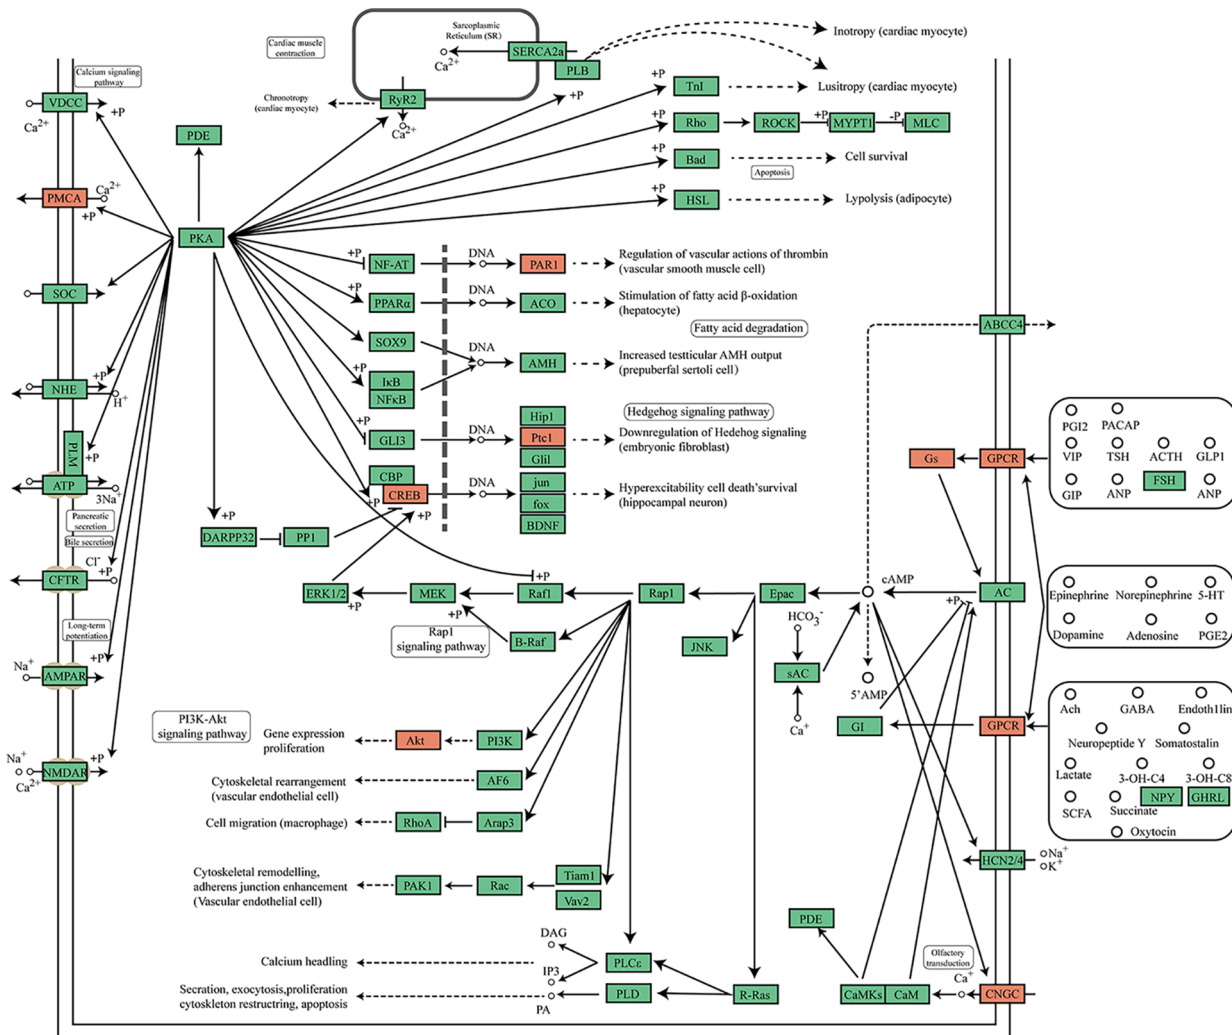 Cardiac muscle
contraction
Sarcoplasmic
Reticulum (SR)
Ca2+
SERCA2a
PLB
+P
Inotropy (cardiac myocyte)
Lusitropy (cardiac myocyte)
Calcium signaling
pathway
VDCC
+P
Ca2+
Chronotropy
(cardiac myocyte)
RyR2
Ca2+
+P
TnI
PDE
+P
Rho
ROCK
+P
MYPT1
-P
MLC
+P
Bad
Cell survival
Apoptosis
PMCA
Ca2+
+P
+P
HSL
Lypolysis (adipocyte)
PKA
+P
NF-AT
DNA
PAR1
Regulation of vascular actions of thrombin
(vascular smooth muscle cell)
SOC
+P
PPARα
DNA
ACO
Stimulation of fatty acid β-oxidation
(hepatocyte)
Fatty acid degradation
ABCC4
SOX9
DNA
AMH
Increased testticular AMH output
(prepuberfal sertoli cell)
+P
IκB
NFκB
NHE
+P
H+
Hip1
Hedgehog signaling pathway
+P
GLI3
DNA
Ptc1
Downregulation of Hedehog signaling
(embryonic fibroblast)
Glil
PLM
+P
ATP
3Na+
CBP
CREB
+P
+P
DNA
jun
fox
BDNF
Hyperexcitability cell death'survival
(hippocampal neuron)
Gs
GPCR
PGI2
PACAP
VIP
TSH
ACTH
GLP1
GIP
ANP
FSH
ANP
Pancreatic
secretion
Bile secretion
+P
DARPP32
PP1
Cl-
+P
CFTR
ERK1/2
+P
MEK
+P
Raf1
+P
Rap1
Epac
cAMP
+P
AC
Epinephrine
Norepinephrine
5-HT
Dopamine
Adenosine
PGE2
HCO3-
Long-term
potentiation
Rap1
signaling pathway
B-Raf
JNK
sAC
5'AMP
Ca+
Na+
+P
AMPAR
PI3K-Akt
signaling pathway
Gene expression
proliferation
Akt
PI3K
GI
GPCR
Ach
GABA
Endoth1lin
Neuropeptide Y
Somatostalin
Lactate
3-OH-C4
3-OH-C8
NPY
GHRL
SCFA
Succinate
Oxytocin
Na+
+P
NMDAR
Ca2+
Cytoskeletal rearrangement
(vascular endothelial cell)
AF6
Cell migration (macrophage)
RhoA
Arap3
HCN2/4
Na+
K+
Cytoskeletal remodelling,
adherens junction enhancement
(Vascular endothelial cell)
PAK1
Rac
Tiam1
Vav2
PDE
DAG
Calcium headling
IP3
PLCε
Olfactory
transduction
Ca+
Secration, exocytosis,proliferation
cytoskleton restructring, apoptosis
PA
PLD
R-Ras
CaMKs
CaM
CNGC